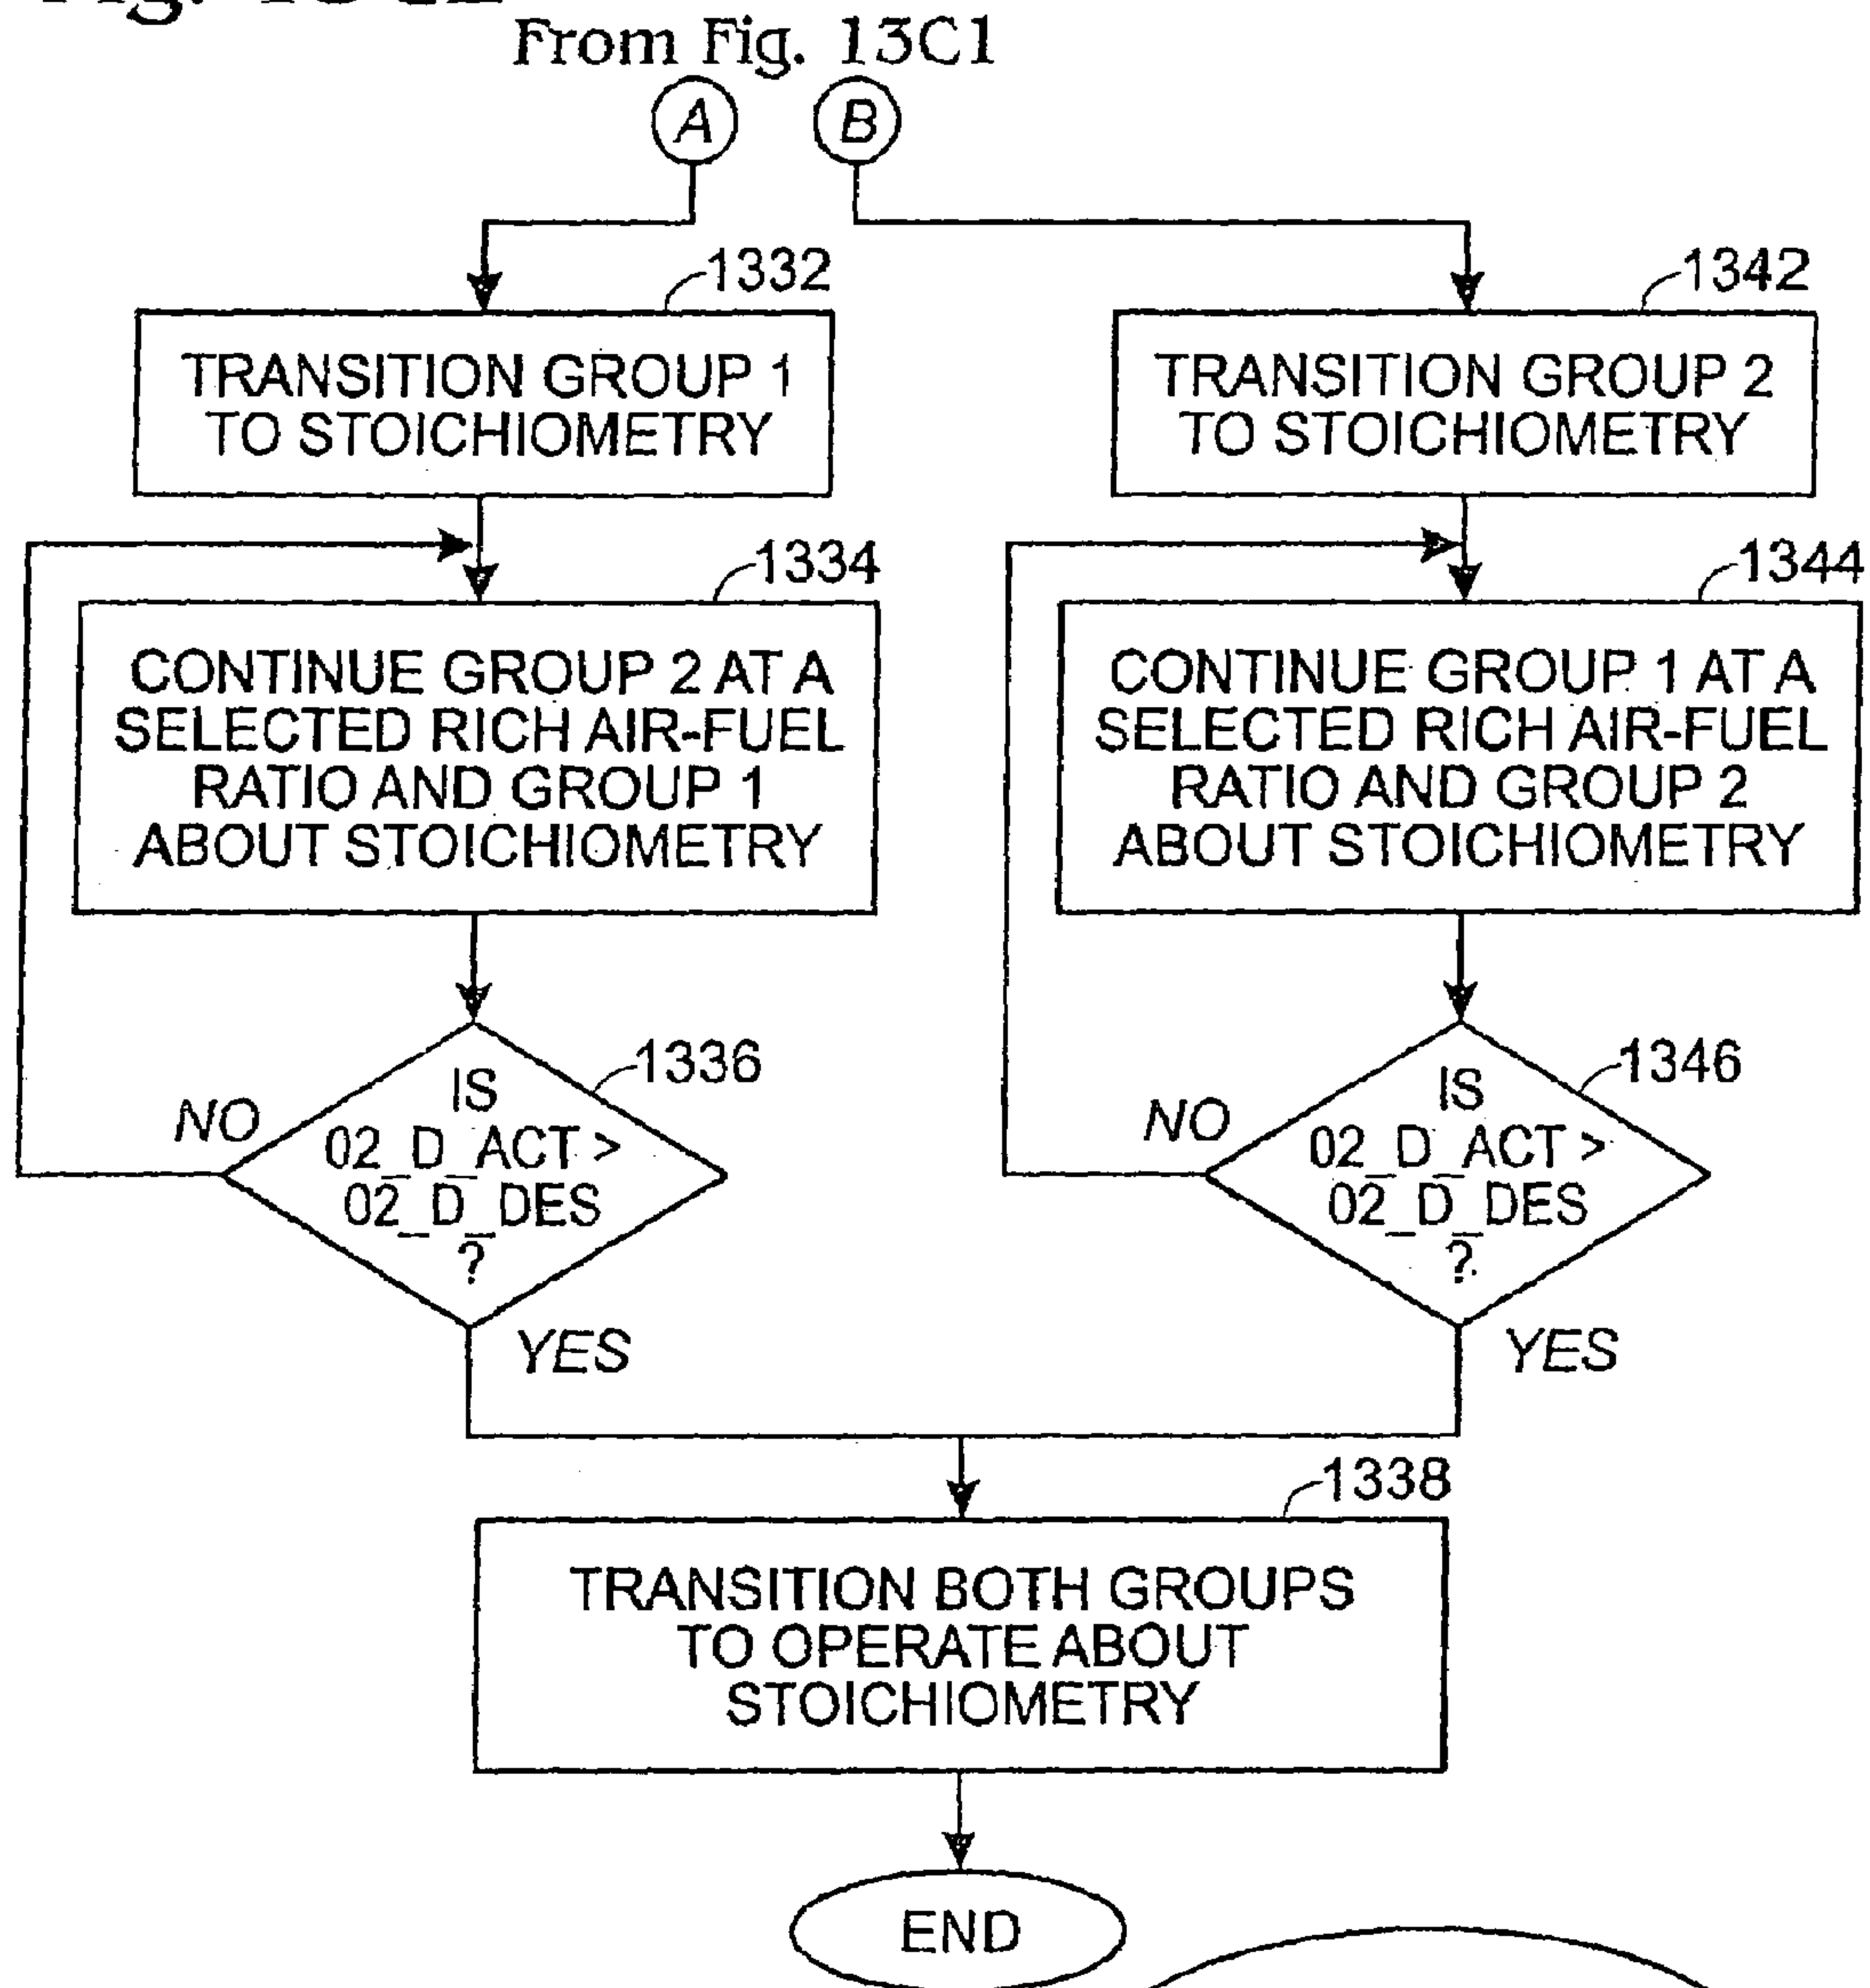 From Fig. 13C1
A
B
1332
1342
TRANSITION GROUP 1
TO STOICHIOMETRY
TRANSITION GROUP 2
TO STOICHIOMETRY
1334
1344
CONTINUE GROUP 2 AT A
SELECTED RICH AIR-FUEL
RATIO AND GROUP 1
ABOUT STOICHIOMETRY
CONTINUE GROUP 1 AT A
SELECTED RICH AIR-FUEL
RATIO AND GROUP 2
ABOUT STOICHIOMETRY
1336
1346
NO
IS
02_D_ACT >
02_D_DES
?
YES
NO
IS
02_D_ACT >
02_D_DES
?
YES
1338
TRANSITION BOTH GROUPS
TO OPERATE ABOUT
STOICHIOMETRY
END